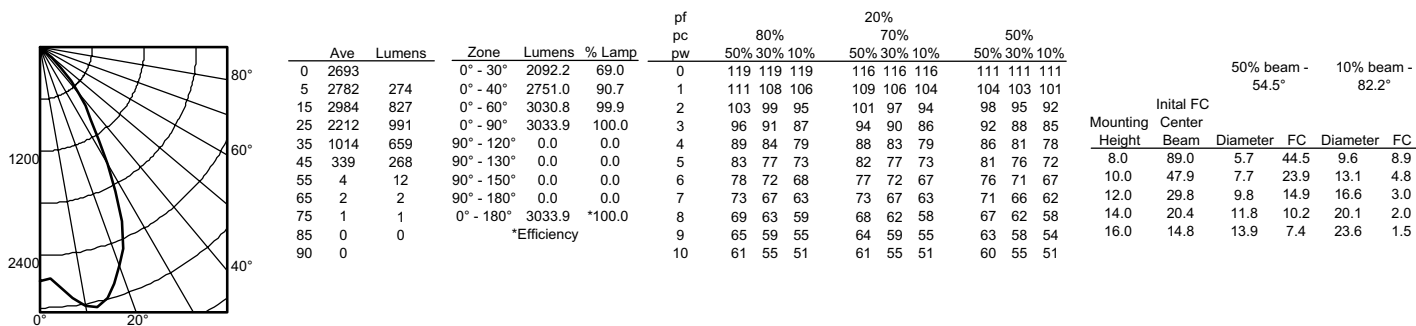 1200
2400
0°
20°
40°
60°
80°
Ave Lumens
0 2693
5 2782 274
15 2984 827
25 2212 991
35 1014 659
45 339 268
55 4 12
65 2 2
75 1 1
85 0 0
90 0
Zone Lumens % Lamp
0° - 30° 2092.2 69.0
0° - 40° 2751.0 90.7
0° - 60° 3030.8 99.9
0° - 90° 3033.9 100.0
90° - 120° 0.0 0.0
90° - 130° 0.0 0.0
90° - 150° 0.0 0.0
90° - 180° 0.0 0.0
0° - 180° 3033.9 *100.0
*Efficiency
pf 20%
pc 80% 70% 50%
pw 50% 30% 10% 50% 30% 10% 50% 30% 10%
0 119 119 119 116 116 116 111 111 111
1 111 108 106 109 106 104 104 103 101
2 103 99 95 101 97 94 98 95 92
3 96 91 87 94 90 86 92 88 85
4 89 84 79 88 83 79 86 81 78
5 83 77 73 82 77 73 81 76 72
6 78 72 68 77 72 67 76 71 67
7 73 67 63 73 67 63 71 66 62
8 69 63 59 68 62 58 67 62 58
9 65 59 55 64 59 55 63 58 54
10 61 55 51 61 55 51 60 55 51
50% beam - 10% beam -
54.5° 82.2°
Inital FC
Mounting Center
Height Beam Diameter FC Diameter FC
8.0 89.0 5.7 44.5 9.6 8.9
10.0 47.9 7.7 23.9 13.1 4.8
12.0 29.8 9.8 14.9 16.6 3.0
14.0 20.4 11.8 10.2 20.1 2.0
16.0 14.8 13.9 7.4 23.6 1.5